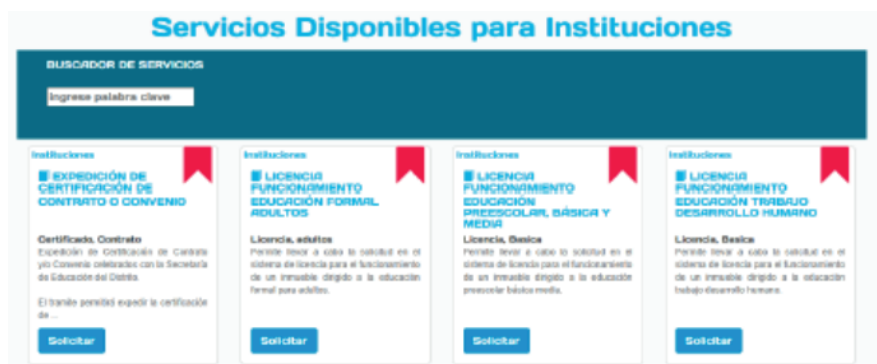 Servicios Disponibles para Instituciones
BUSCADOR DE SERVICIOS
Ingrese palabra clave
Instituciones
EXPEDICIÓN DE
CERTIFICACIÓN DE
CONTRATO O CONVENIO
Certificado, Contrato
Expedición de Certificación de Contrato
y/o Convenio celebrados con la Secretaría
de Educación del Distrito.
El tramite permitirá expedir la certificación
de ...
Solicitar
Instituciones
LICENCIA
FUNCIONAMIENTO
EDUCACIÓN FORMAL
ADULTOS
Licencia, adultos
Permite llevar a cabo la solicitud en el
sistema de licencia para el funcionamiento
de un inmueble dirigido a la educación
formal para adultos.
Solicitar
Instituciones
LICENCIA
FUNCIONAMIENTO
EDUCACIÓN
PREESCOLAR, BÁSICA Y
MEDIA
Licencia, Basica
Permite llevar a cabo la solicitud en el
sistema de licencia para el funcionamiento
de un inmueble dirigido a la educación
preescolar básica media.
Solicitar
Instituciones
LICENCIA
FUNCIONAMIENTO
EDUCACIÓN TRABAJO
DESARROLLO HUMANO
Licencia, Basica
Permite llevar a cabo la solicitud en el
sistema de licencia para el funcionamiento
de un inmueble dirigido a la educación
trabajo desarrollo humano.
Solicitar